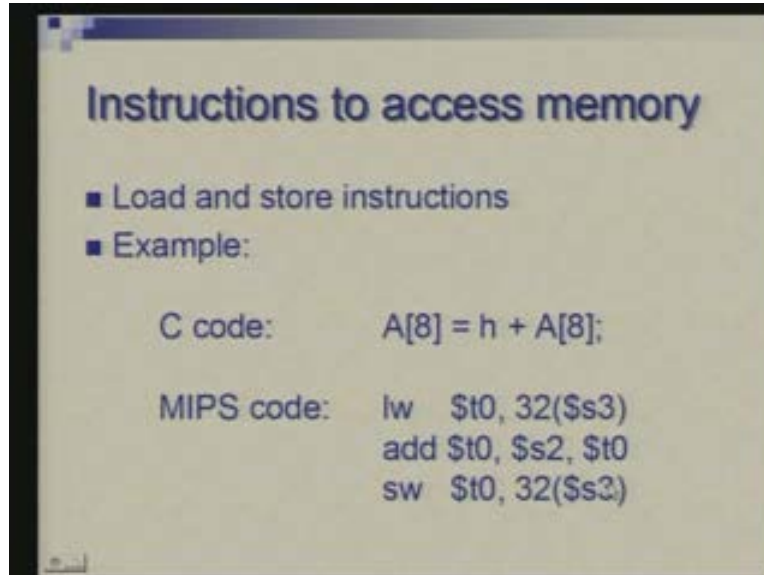 Instructions to access memory
Load and store instructions
Example:
C code: A[8] = h + A[8];
MIPS code: lw $t0, 32($s3)
add $t0, $s2, $t0
sw $t0, 32($s3)